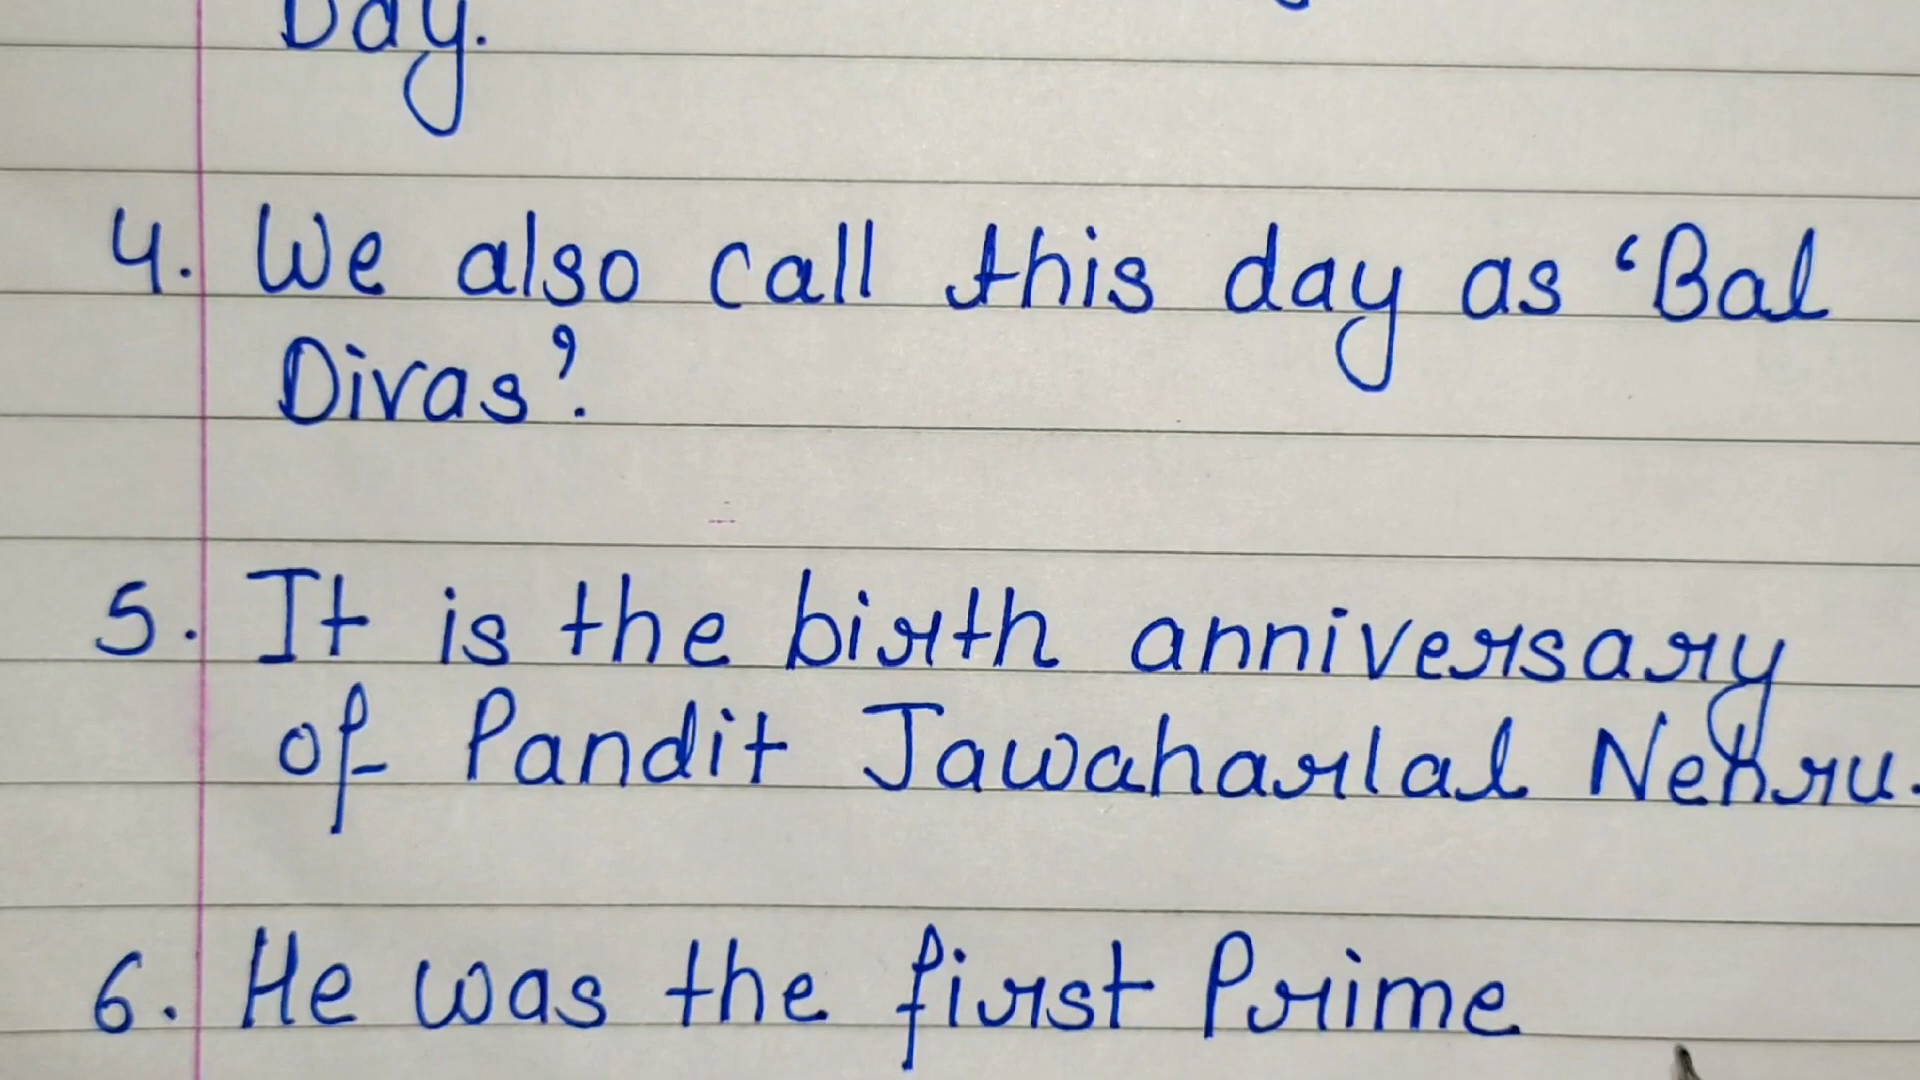 Day.
4. We also call this day as ‘Bal
Divas’.
5. It is the birth anniversary
of Pandit Jawaharlal Nehru.
6. He was the first Prime